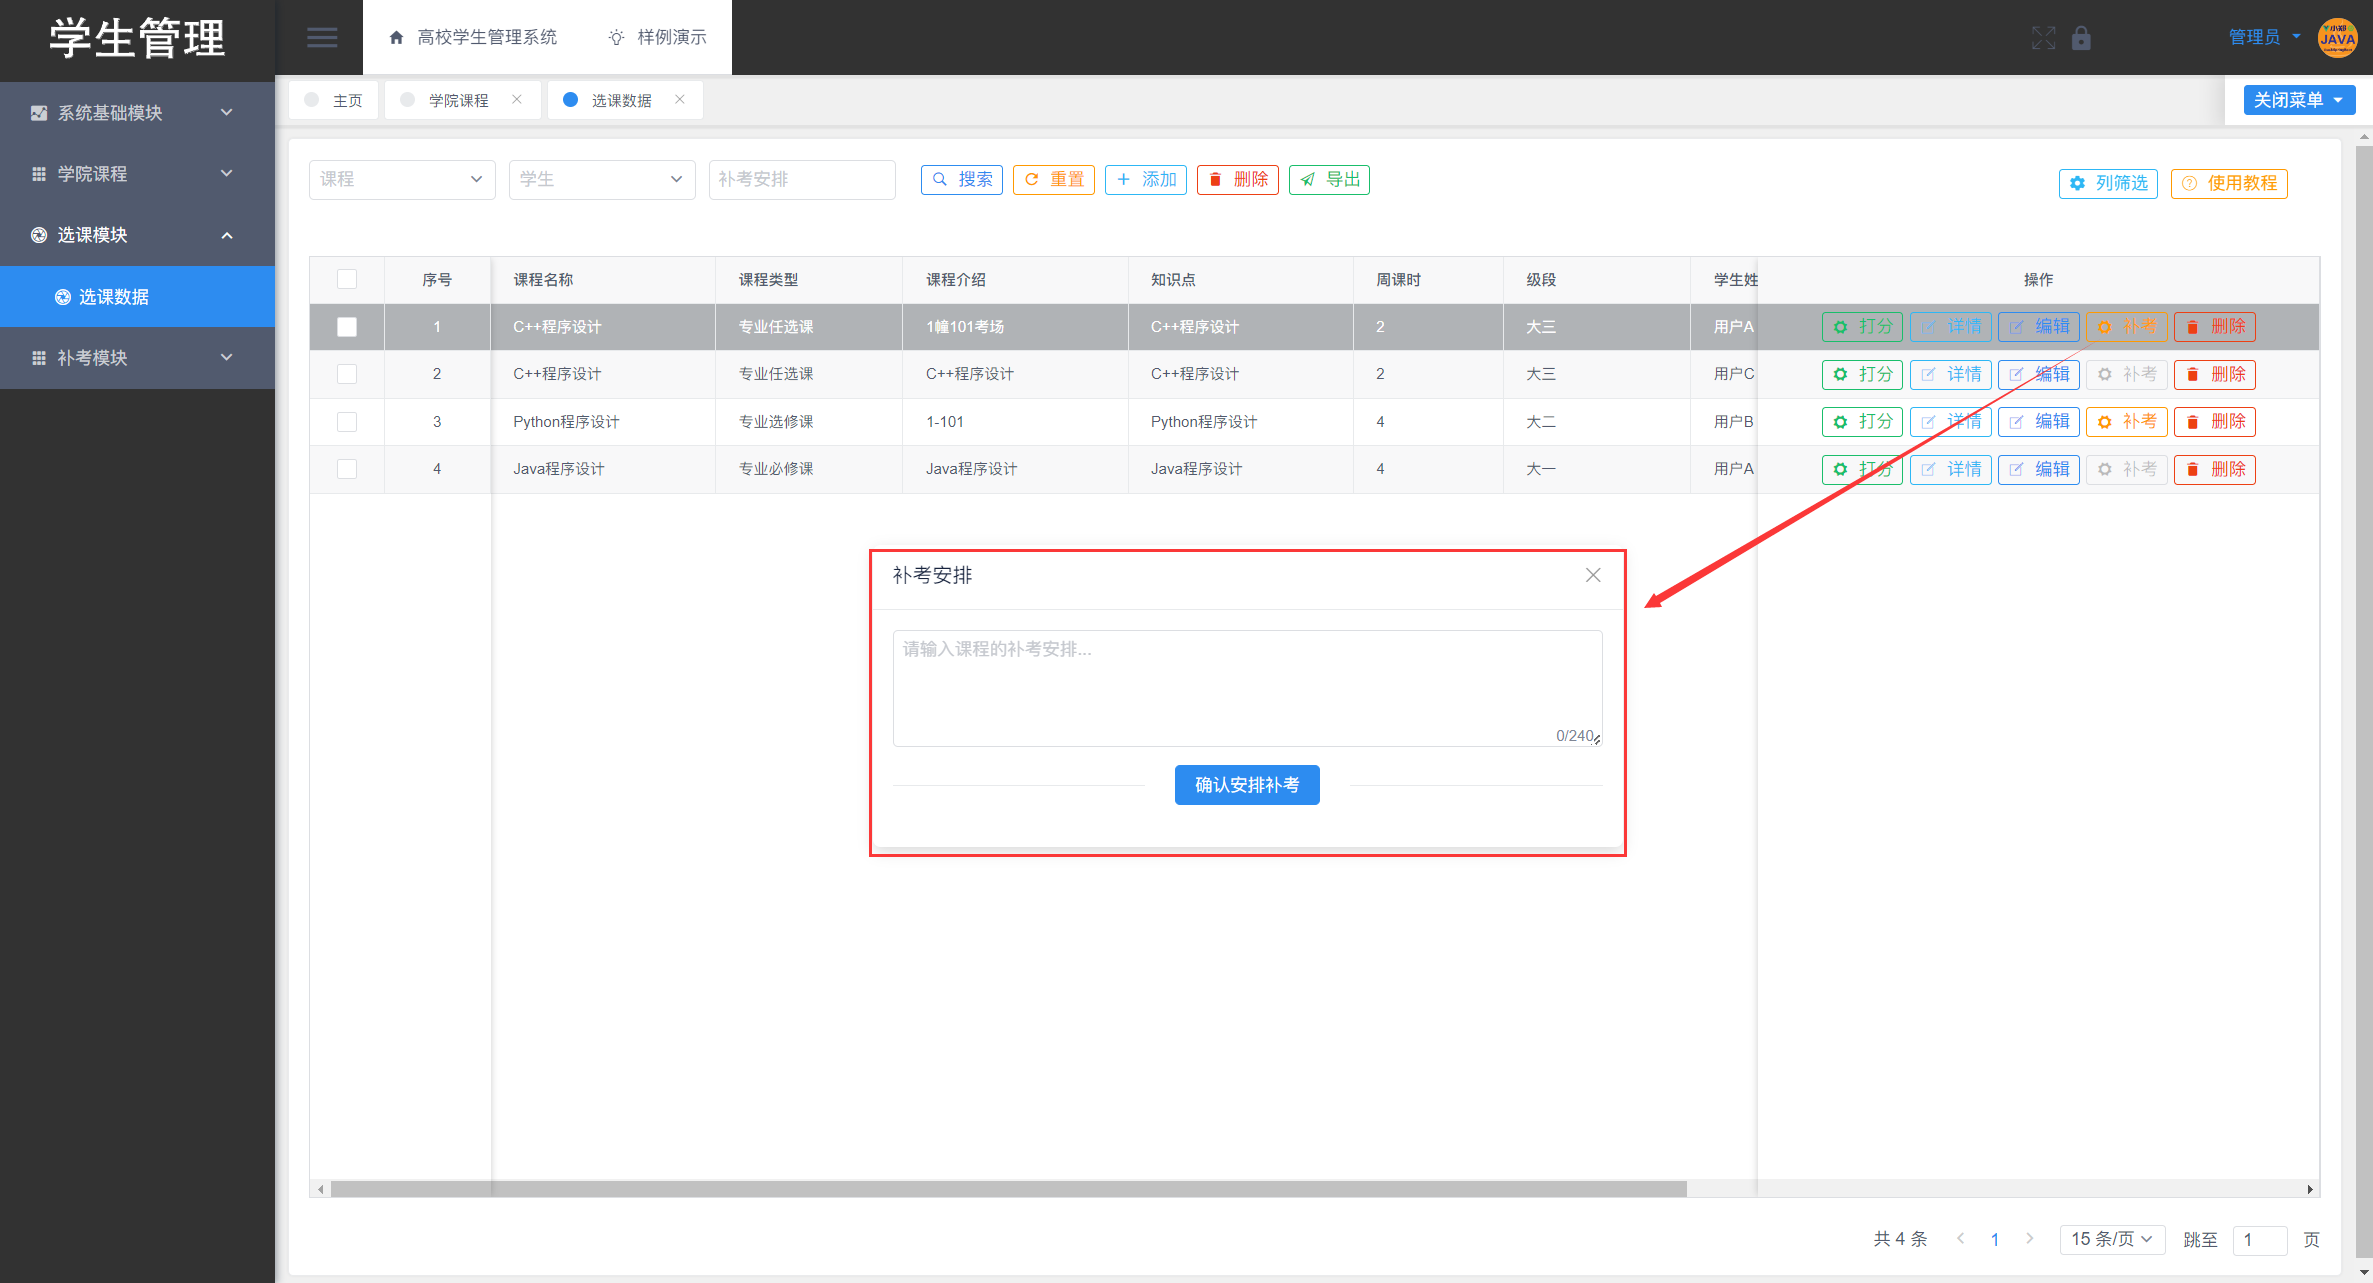 学生管理
高校学生管理系统 样例演示
管理员
小郑
JAVA
主页 学院课程 选课数据
关闭菜单
系统基础模块
学院课程
选课模块
选课数据
补考模块
课程 学生 补考安排 搜索 重置 添加 删除 导出
列筛选 使用教程
序号 课程名称 课程类型 课程介绍 知识点 周课时 级段 学生姓 操作
1 C++程序设计 专业任选课 1幢101考场 C++程序设计 2 大三 用户A 打分 详情 编辑 补考 删除
2 C++程序设计 专业任选课 C++程序设计 C++程序设计 2 大三 用户C 打分 详情 编辑 补考 删除
3 Python程序设计 专业选修课 1-101 Python程序设计 4 大二 用户B 打分 详情 编辑 补考 删除
4 Java程序设计 专业必修课 Java程序设计 Java程序设计 4 大一 用户A 打分 详情 编辑 补考 删除
补考安排
请输入课程的补考安排...
0/240
确认安排补考
共 4 条 1 15 条/页 跳至 1 页